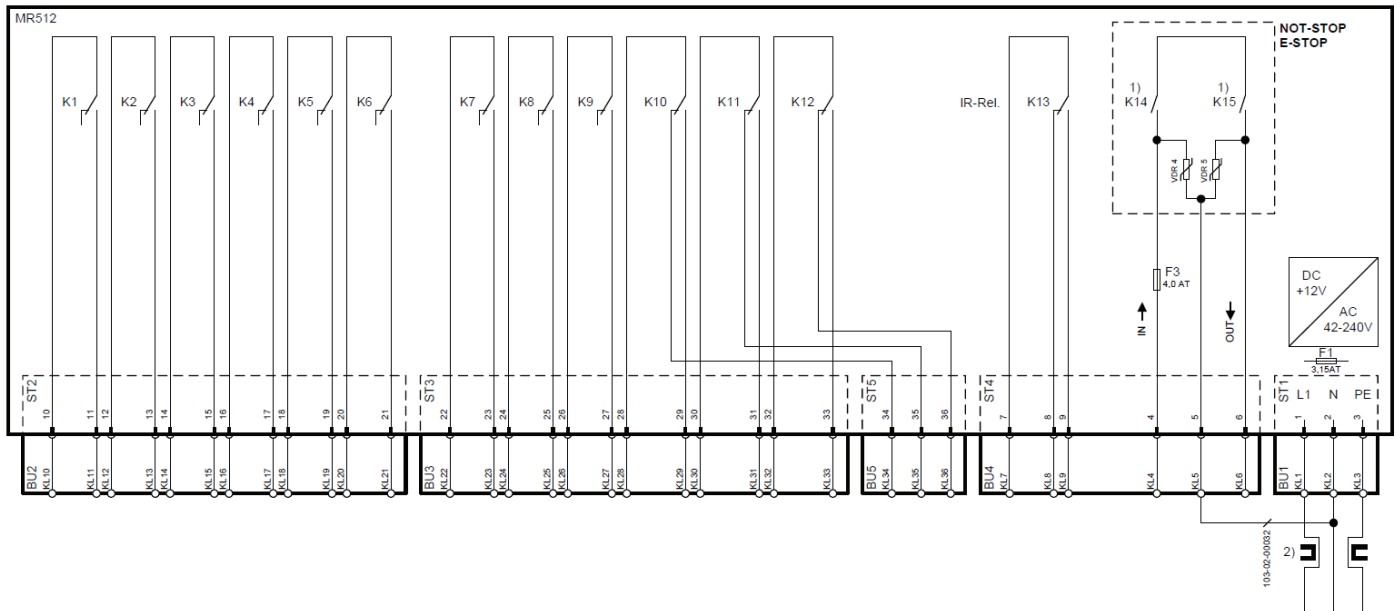 MR512
NOT-STOP
E-STOP
K1 K2 K3 K4 K5 K6 K7 K8 K9 K10 K11 K12 IR-Rel. K13 1) K14 1) K15
VDR 4 VDR 5
F3
4,0 AT
IN OUT
DC
+12V
AC
42-240V
F1
3,15AT
ST2 ST3 ST5 ST4 ST1 L1 N PE
10 11 12 13 14 15 16 17 18 19 20 21 22 23 24 25 26 27 28 29 30 31 32 33 34 35 36 7 8 9 4 5 6 1 2 3
BU2 KL10 KL11 KL12 KL13 KL14 KL15 KL16 KL17 KL18 KL19 KL20 KL21
BU3 KL22 KL23 KL24 KL25 KL26 KL27 KL28 KL29 KL30 KL31 KL32 KL33
BU5 KL34 KL35 KL36
BU4 KL7 KL8 KL9 KL4 KL5 KL6
BU1 KL1 KL2 KL3
103-02-00032
2)